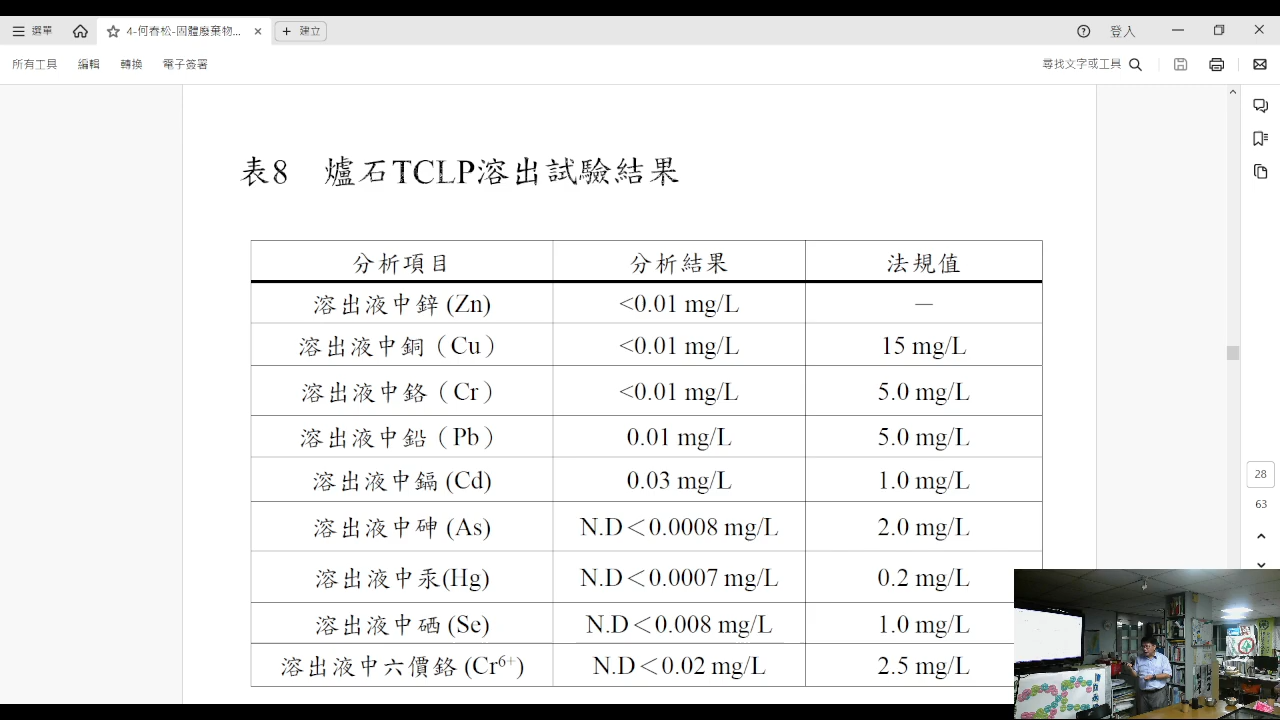 選單
4-何春松-固體廢棄物...
建立
登入
所有工具
編輯
轉換
電子簽署
尋找文字或工具
表8 爐石TCLP溶出試驗結果
分析項目 分析結果 法規值
溶出液中鋅 (Zn) <0.01 mg/L —
溶出液中銅（Cu） <0.01 mg/L 15 mg/L
溶出液中鉻（Cr） <0.01 mg/L 5.0 mg/L
溶出液中鉛（Pb） 0.01 mg/L 5.0 mg/L
溶出液中鎘 (Cd) 0.03 mg/L 1.0 mg/L
溶出液中砷 (As) N.D＜0.0008 mg/L 2.0 mg/L
溶出液中汞(Hg) N.D＜0.0007 mg/L 0.2 mg/L
溶出液中硒 (Se) N.D＜0.008 mg/L 1.0 mg/L
溶出液中六價鉻 (Cr6+) N.D＜0.02 mg/L 2.5 mg/L
28
63